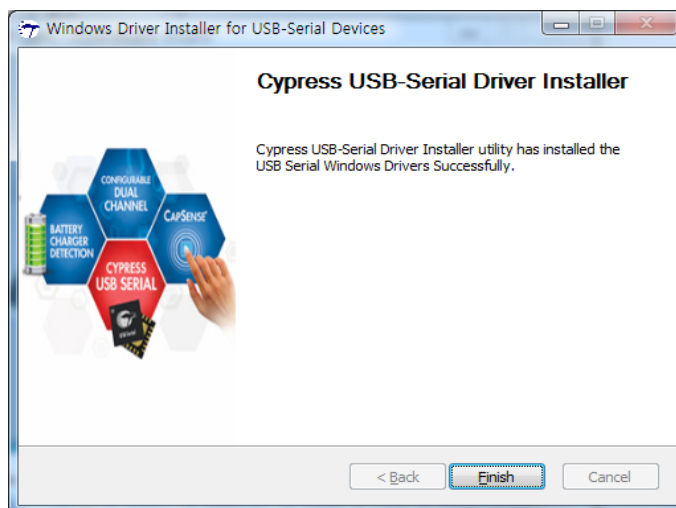 Windows Driver Installer for USB-Serial Devices
Cypress USB-Serial Driver Installer
Cypress USB-Serial Driver Installer utility has installed the
USB Serial Windows Drivers Successfully.
CONFIGURABLE
DUAL
CHANNEL
CAPSENSE
BATTERY
CHARGER
DETECTION
CYPRESS
USB SERIAL
< Back
Finish
Cancel